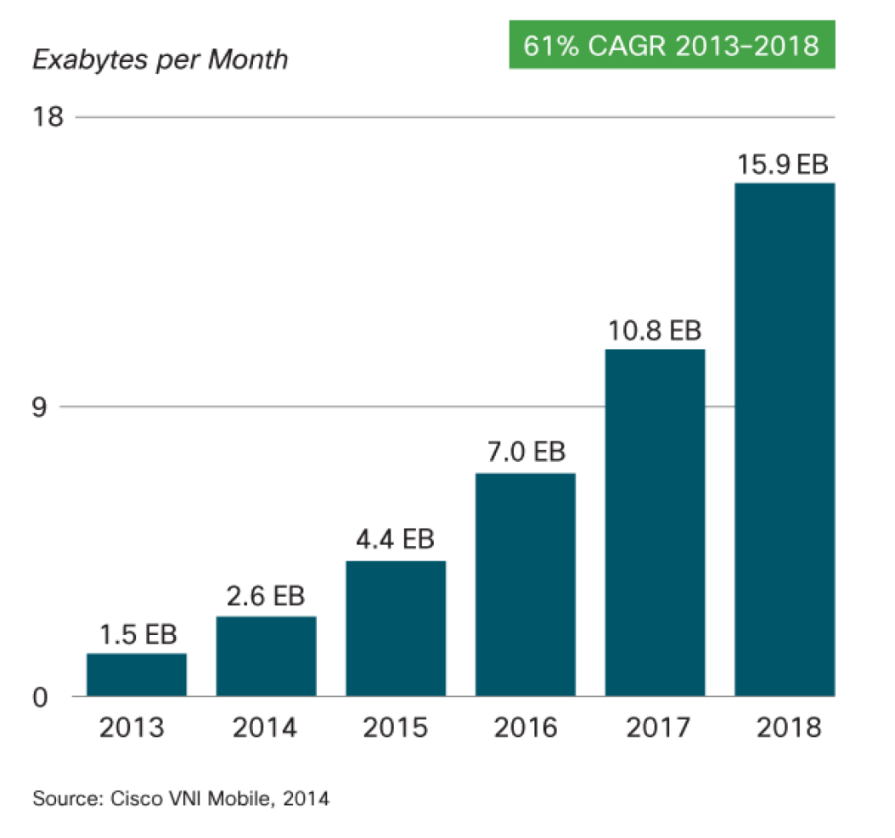 Exabytes per Month
61% CAGR 2013–2018
18
15.9 EB
10.8 EB
9
7.0 EB
4.4 EB
2.6 EB
1.5 EB
0
2013 2014 2015 2016 2017 2018
Source: Cisco VNI Mobile, 2014